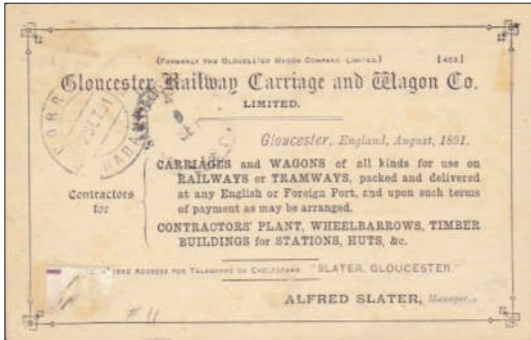 (FORMERLY THE GLOUCESTER WAGON COMPANY LIMITED.) [458]
Gloucester Railway Carriage and Wagon Co.
LIMITED.
Gloucester, England, August, 1891.
Contractors for
CARRIAGES and WAGONS of all kinds for use on
RAILWAYS or TRAMWAYS, packed and delivered
at any English or Foreign Port, and upon such terms
of payment as may be arranged.
CONTRACTORS' PLANT, WHEELBARROWS, TIMBER
BUILDINGS for STATIONS, HUTS, &c.
ADDRESS FOR TELEGRAMS OR "SLATER, GLOUCESTER."
ALFRED SLATER, Manager.
# 11